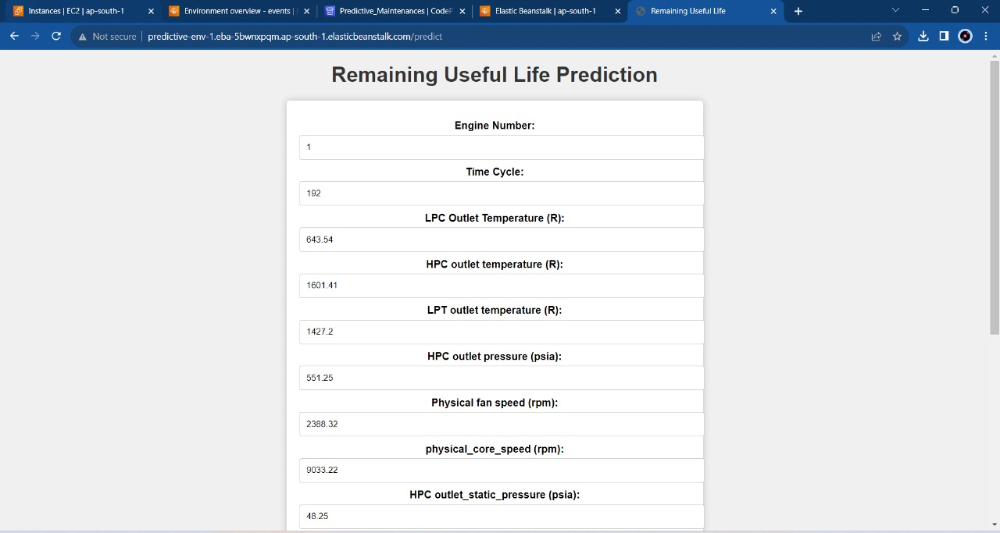 Instances | EC2 | ap-south-1
Environment overview - events |
Predictive_Maintenances | CodeP
Elastic Beanstalk | ap-south-1
Remaining Useful Life
Not secure | predictive-env-1.eba-5bwnxpqm.ap-south-1.elasticbeanstalk.com/predict
Remaining Useful Life Prediction
Engine Number:
1
Time Cycle:
192
LPC Outlet Temperature (R):
643.54
HPC outlet temperature (R):
1601.41
LPT outlet temperature (R):
1427.2
HPC outlet pressure (psia):
551.25
Physical fan speed (rpm):
2388.32
physical_core_speed (rpm):
9033.22
HPC outlet_static_pressure (psia):
48.25